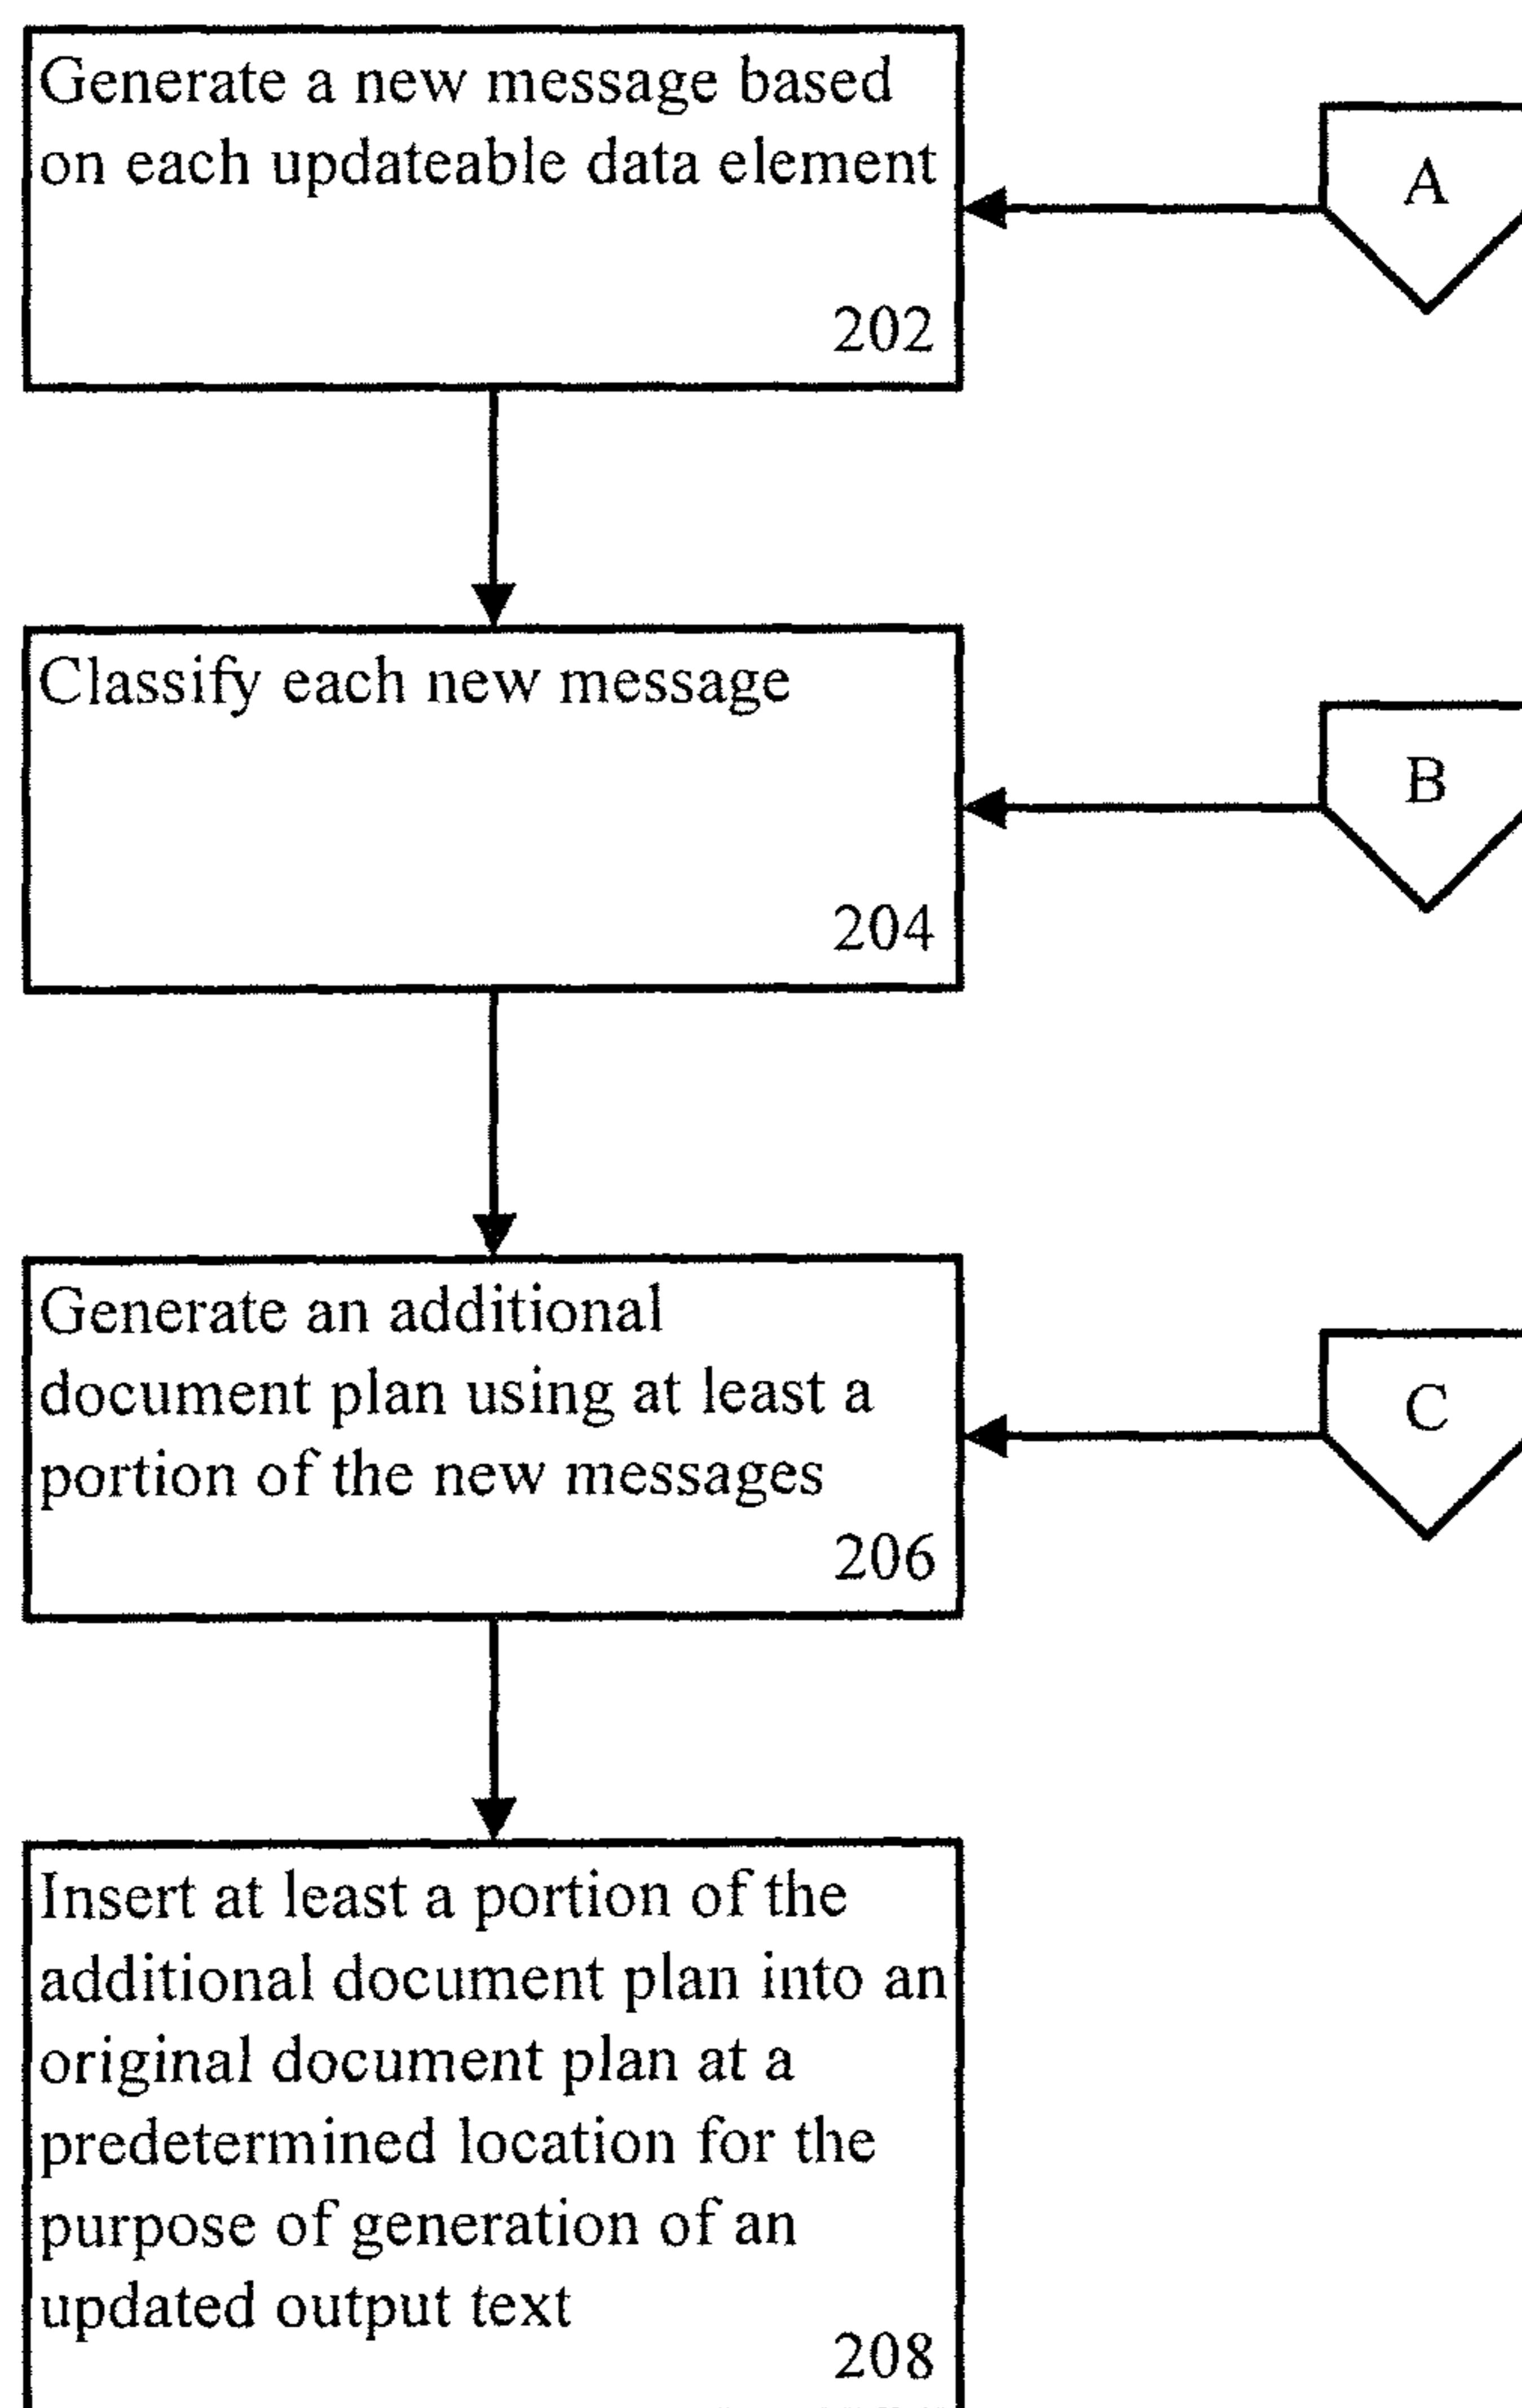 Generate a new message based
on each updateable data element
202
A
Classify each new message
204
B
Generate an additional
document plan using at least a
portion of the new messages
206
C
Insert at least a portion of the
additional document plan into an
original document plan at a
predetermined location for the
purpose of generation of an
updated output text
208